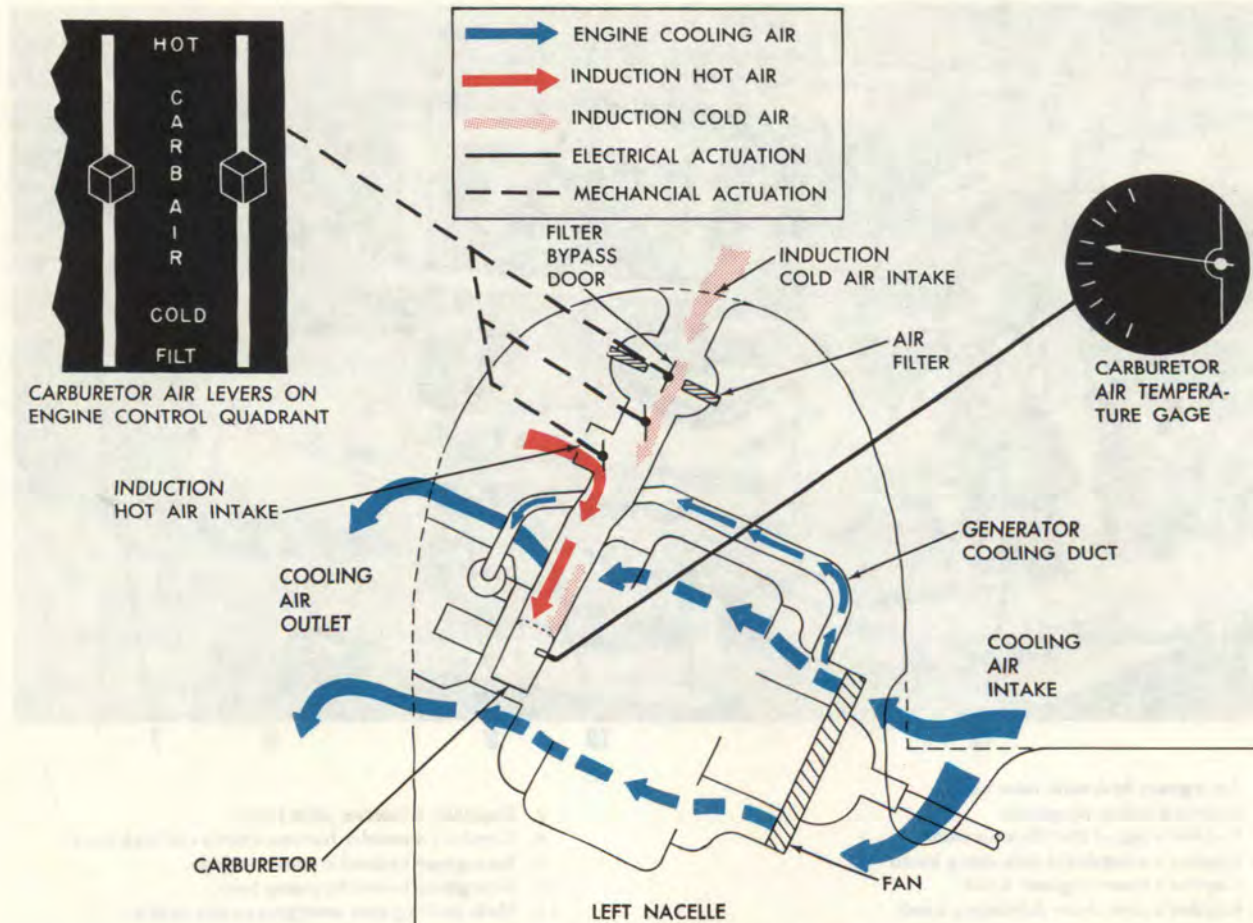 HOT
CARB AIR
COLD
FILT
CARBURETOR AIR LEVERS ON
ENGINE CONTROL QUADRANT
ENGINE COOLING AIR
INDUCTION HOT AIR
INDUCTION COLD AIR
ELECTRICAL ACTUATION
MECHANCIAL ACTUATION
FILTER
BYPASS
DOOR
INDUCTION
COLD AIR INTAKE
AIR
FILTER
CARBURETOR
AIR TEMPERA-
TURE GAGE
INDUCTION
HOT AIR INTAKE
GENERATOR
COOLING DUCT
COOLING
AIR
OUTLET
COOLING
AIR
INTAKE
CARBURETOR
FAN
LEFT NACELLE